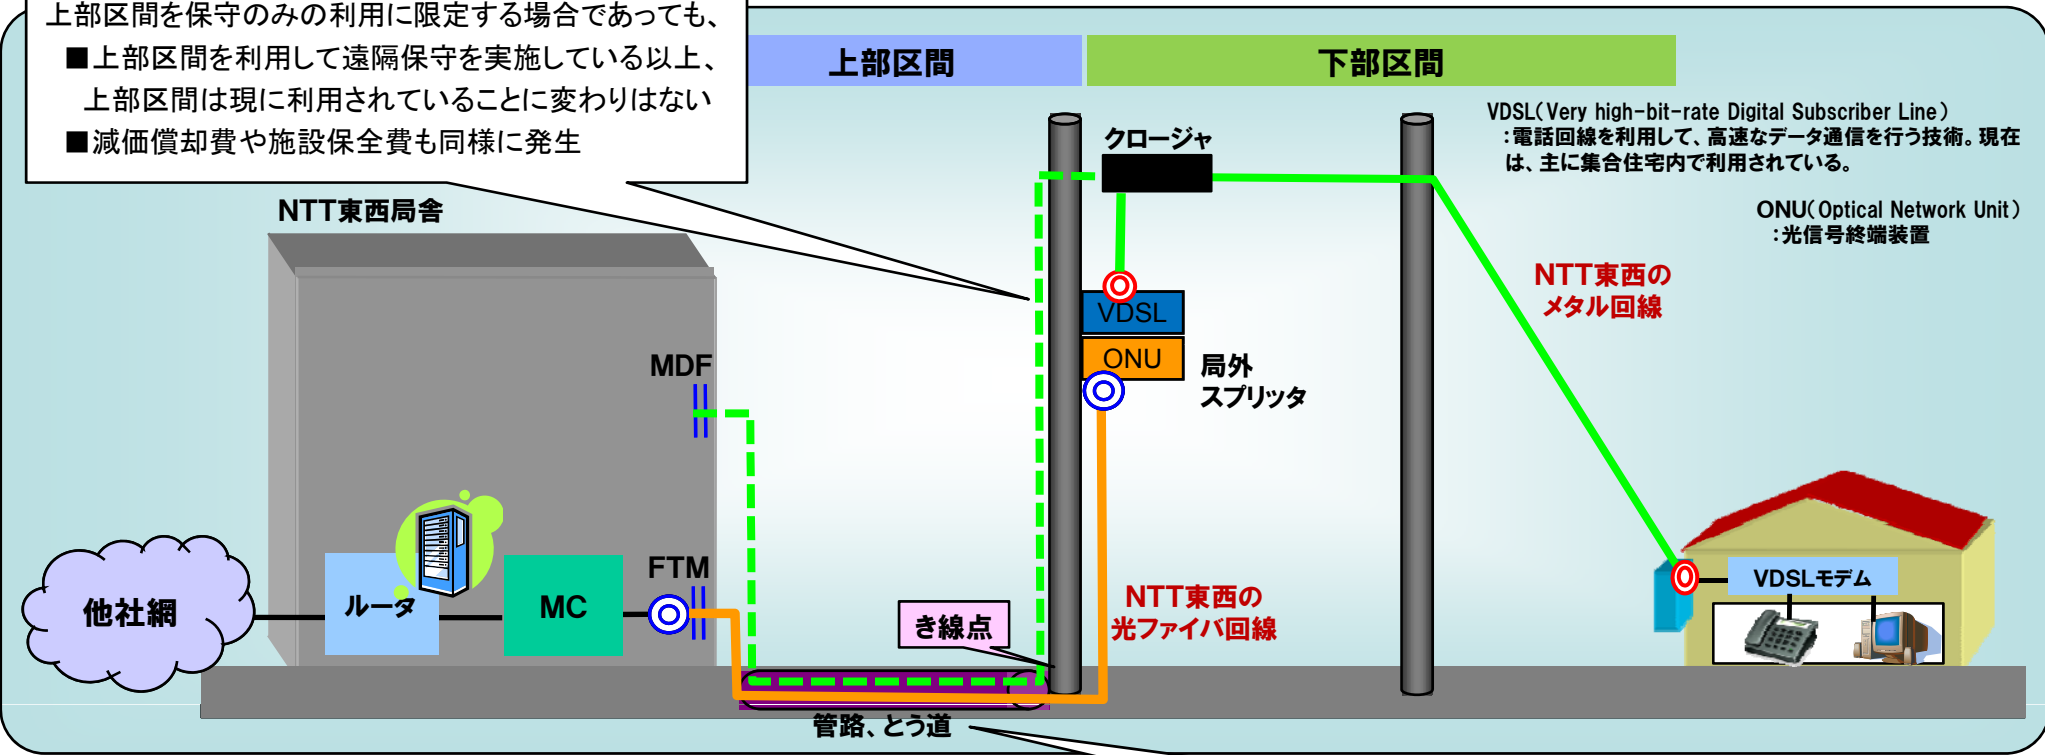 上部区間を保守のみの利用に限定する場合であっても、
■上部区間を利用して遠隔保守を実施している以上、
上部区間は現に利用されていることに変わりはない
■減価償却費や施設保全費も同様に発生
上部区間
下部区間
VDSL(Very high-bit-rate Digital Subscriber Line)
:電話回線を利用して、高速なデータ通信を行う技術。現在
は、主に集合住宅内で利用されている。
ONU(Optical Network Unit)
:光信号終端装置
クロージャ
NTT東西局舎
NTT東西の
メタル回線
VDSL
ONU
局外
スプリッタ
MDF
FTM
ルータ
MC
他社網
き線点
NTT東西の
光ファイバ回線
VDSLモデム
管路、とう道